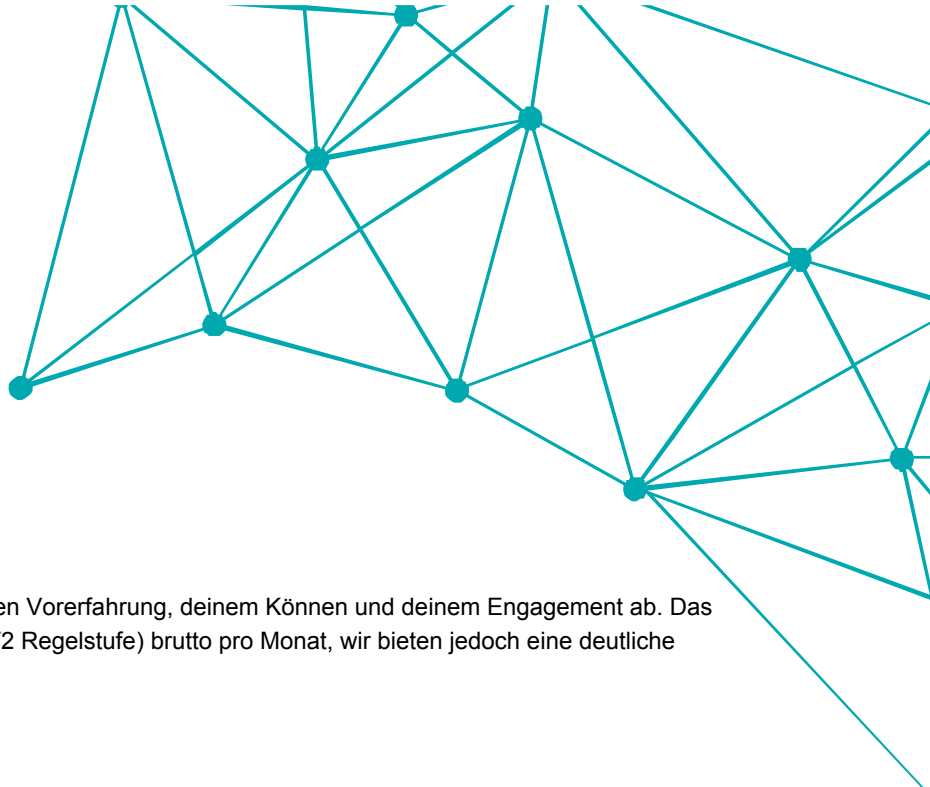 en Vorerfahrung, deinem Können und deinem Engagement ab. Das
2 Regelstufe) brutto pro Monat, wir bieten jedoch eine deutliche